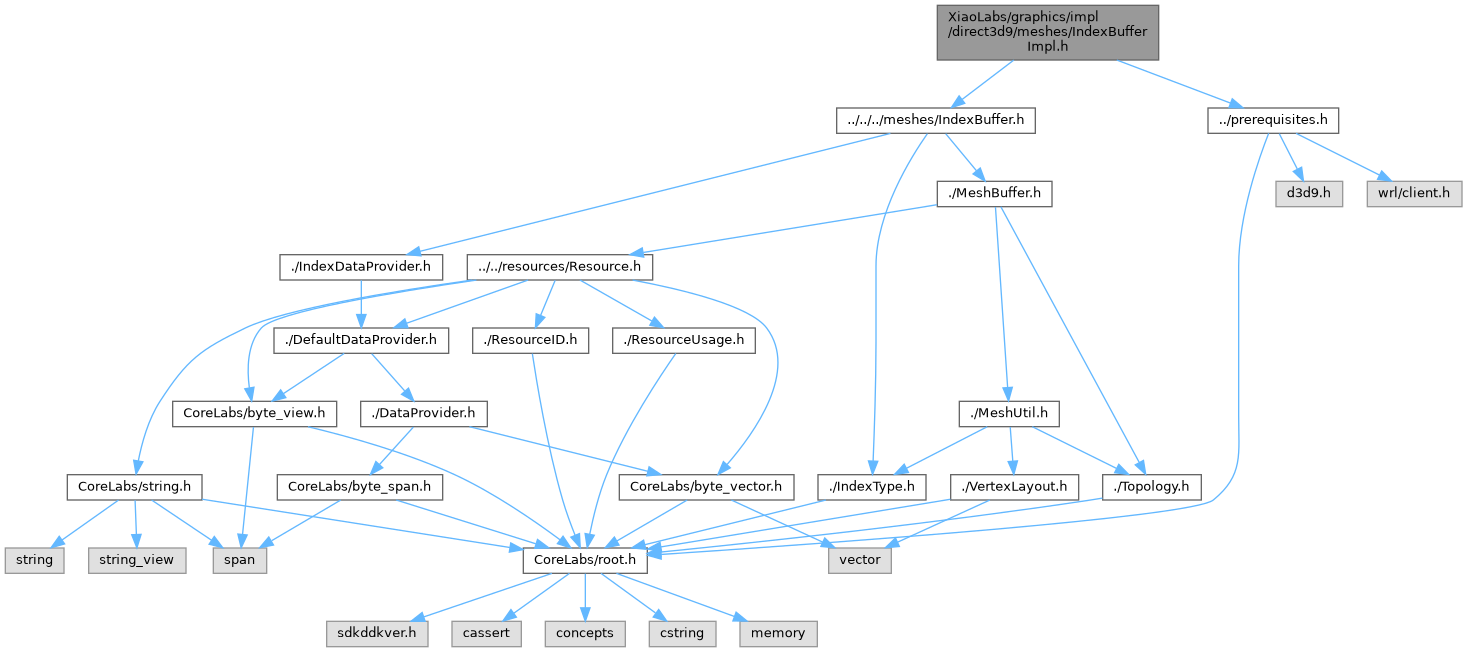 XiaoLabs/graphics/impl
/direct3d9/meshes/IndexBuffer
Impl.h
../../../meshes/IndexBuffer.h
../prerequisites.h
./MeshBuffer.h
d3d9.h
wrl/client.h
./IndexDataProvider.h
../../resources/Resource.h
./DefaultDataProvider.h
./ResourceID.h
./ResourceUsage.h
CoreLabs/byte_view.h
./DataProvider.h
./MeshUtil.h
CoreLabs/string.h
CoreLabs/byte_span.h
CoreLabs/byte_vector.h
./IndexType.h
./VertexLayout.h
./Topology.h
string
string_view
span
CoreLabs/root.h
vector
sdkddkver.h
cassert
concepts
cstring
memory